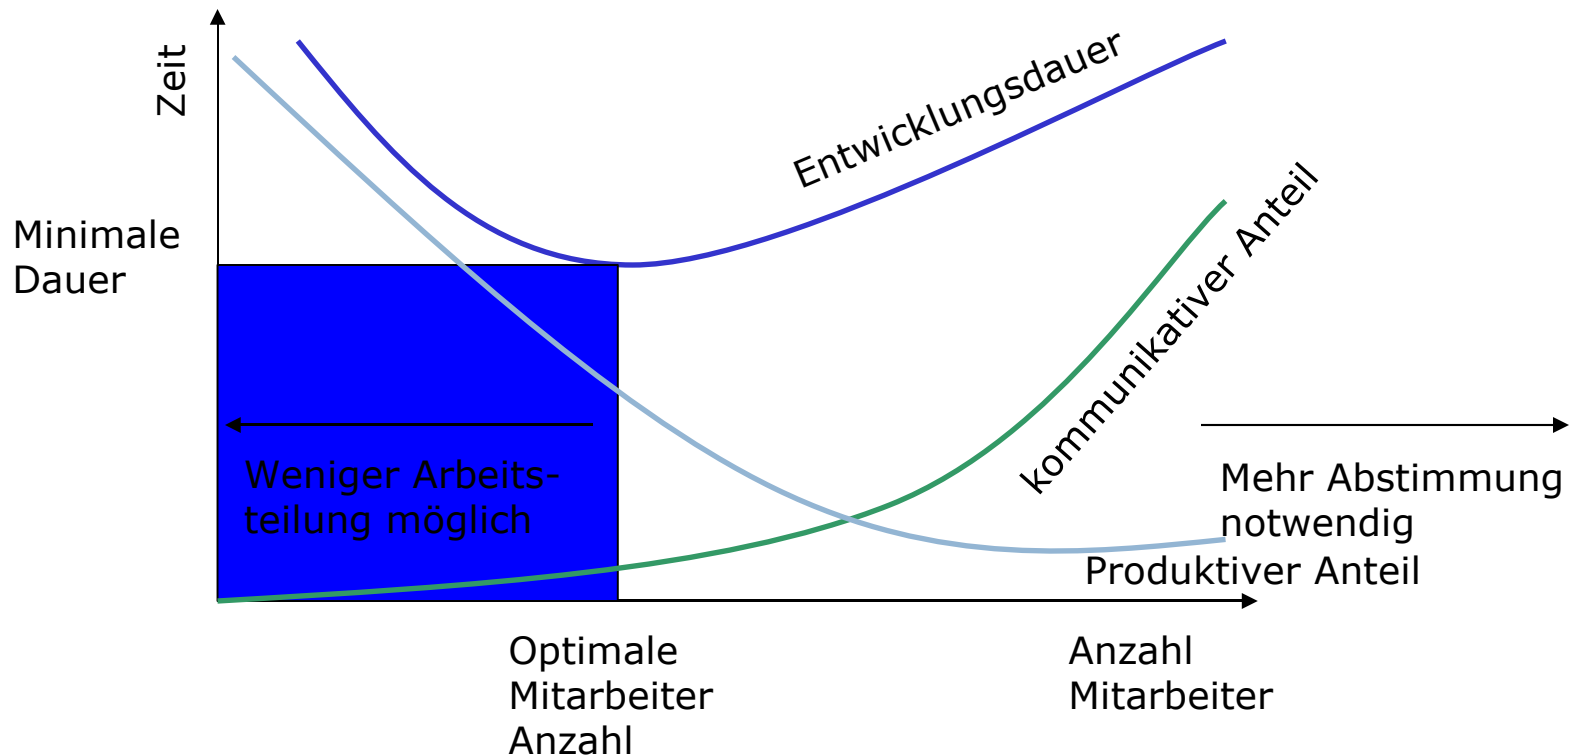 Zeit
Entwicklungsdauer
kommunikativer Anteil
Minimale
Dauer
Weniger Arbeits-
teilung möglich
Mehr Abstimmung
notwendig
Produktiver Anteil
Optimale
Mitarbeiter
Anzahl
Anzahl
Mitarbeiter